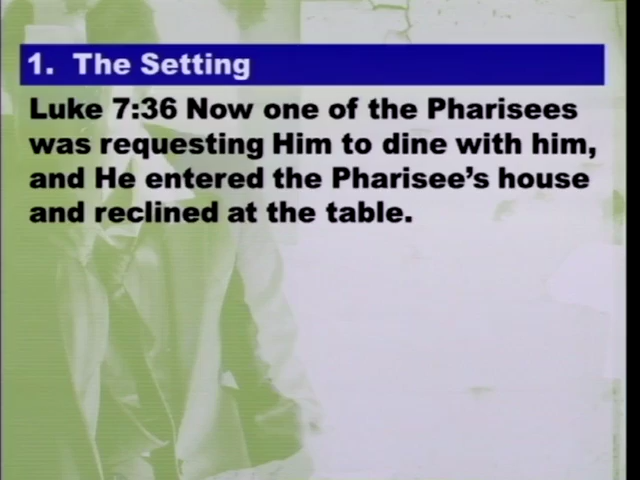 1. The Setting
Luke 7:36 Now one of the Pharisees
was requesting Him to dine with him,
and He entered the Pharisee's house
and reclined at the table.